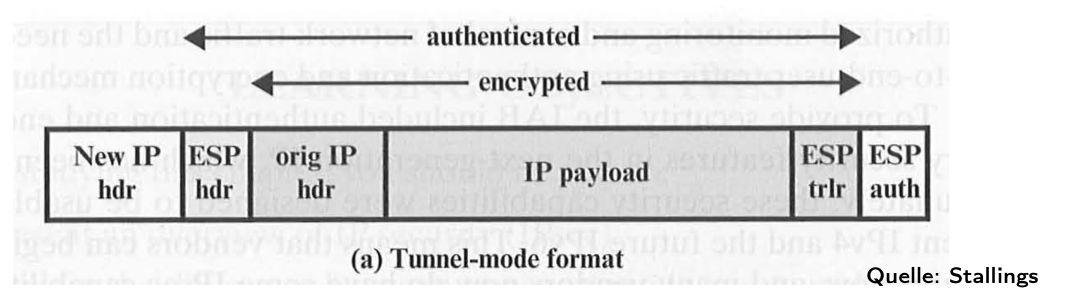 authenticated
encrypted
New IP hdr
ESP hdr
orig IP hdr
IP payload
ESP trlr
ESP auth
(a) Tunnel-mode format
Quelle: Stallings